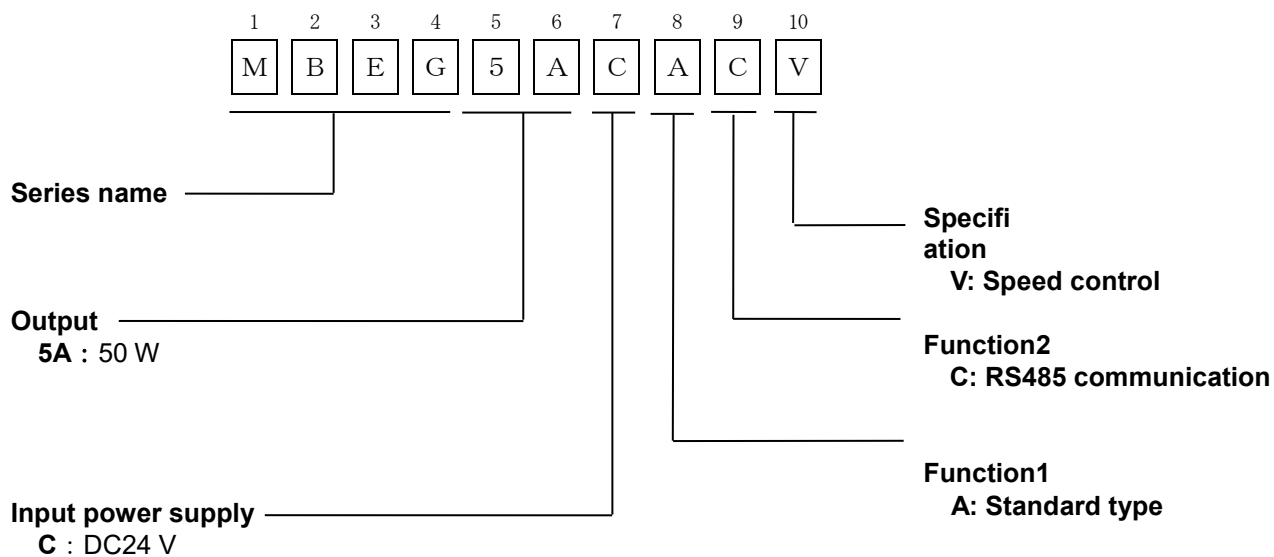 1 2 3 4 5 6 7 8 9 10
M B E G 5 A C A C V
Series name
Specifi
ation
V: Speed control
Output
5A : 50 W
Function2
C: RS485 communication
Function1
A: Standard type
Input power supply
C : DC24 V